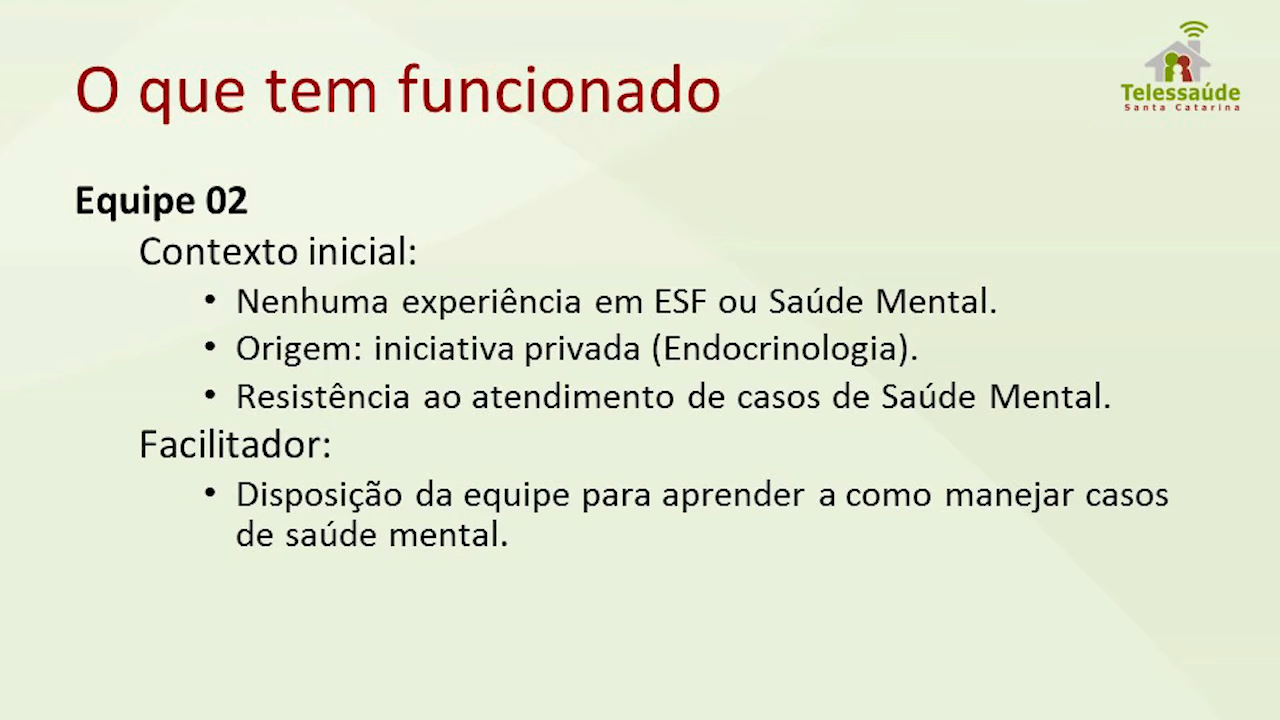 O que tem funcionado
Telessaúde
Santa Catarina
Equipe 02
Contexto inicial:
• Nenhuma experiência em ESF ou Saúde Mental.
• Origem: iniciativa privada (Endocrinologia).
• Resistência ao atendimento de casos de Saúde Mental.
Facilitador:
• Disposição da equipe para aprender a como manejar casos
de saúde mental.